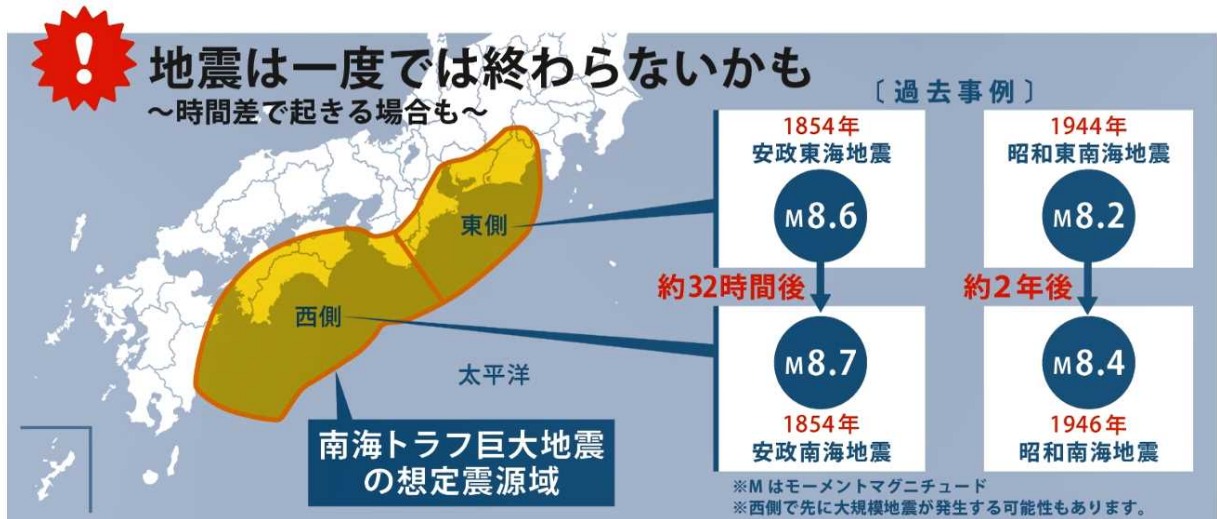 !
地震は一度では終わらないかも
~時間差で起きる場合も~
東側
西側
太平洋
南海トラフ巨大地震
の想定震源域
〔過去事例〕
1854年
安政東海地震
M8.6
約32時間後
M8.7
1854年
安政南海地震
1944年
昭和東南海地震
M8.2
約2年後
M8.4
1946年
昭和南海地震
※Mはモーメントマグニチュード
※西側で先に大規模地震が発生する可能性もあります。